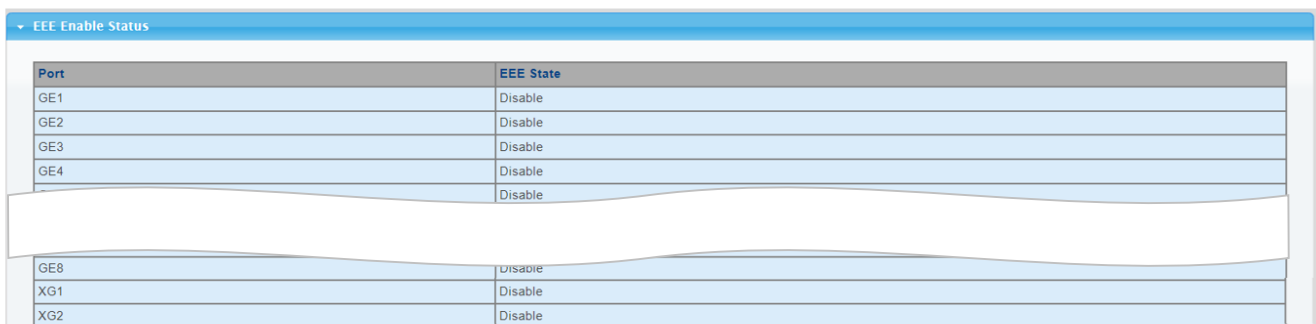 EEE Enable Status
Port EEE State
GE1 Disable
GE2 Disable
GE3 Disable
GE4 Disable
Disable
GE8 Disable
XG1 Disable
XG2 Disable